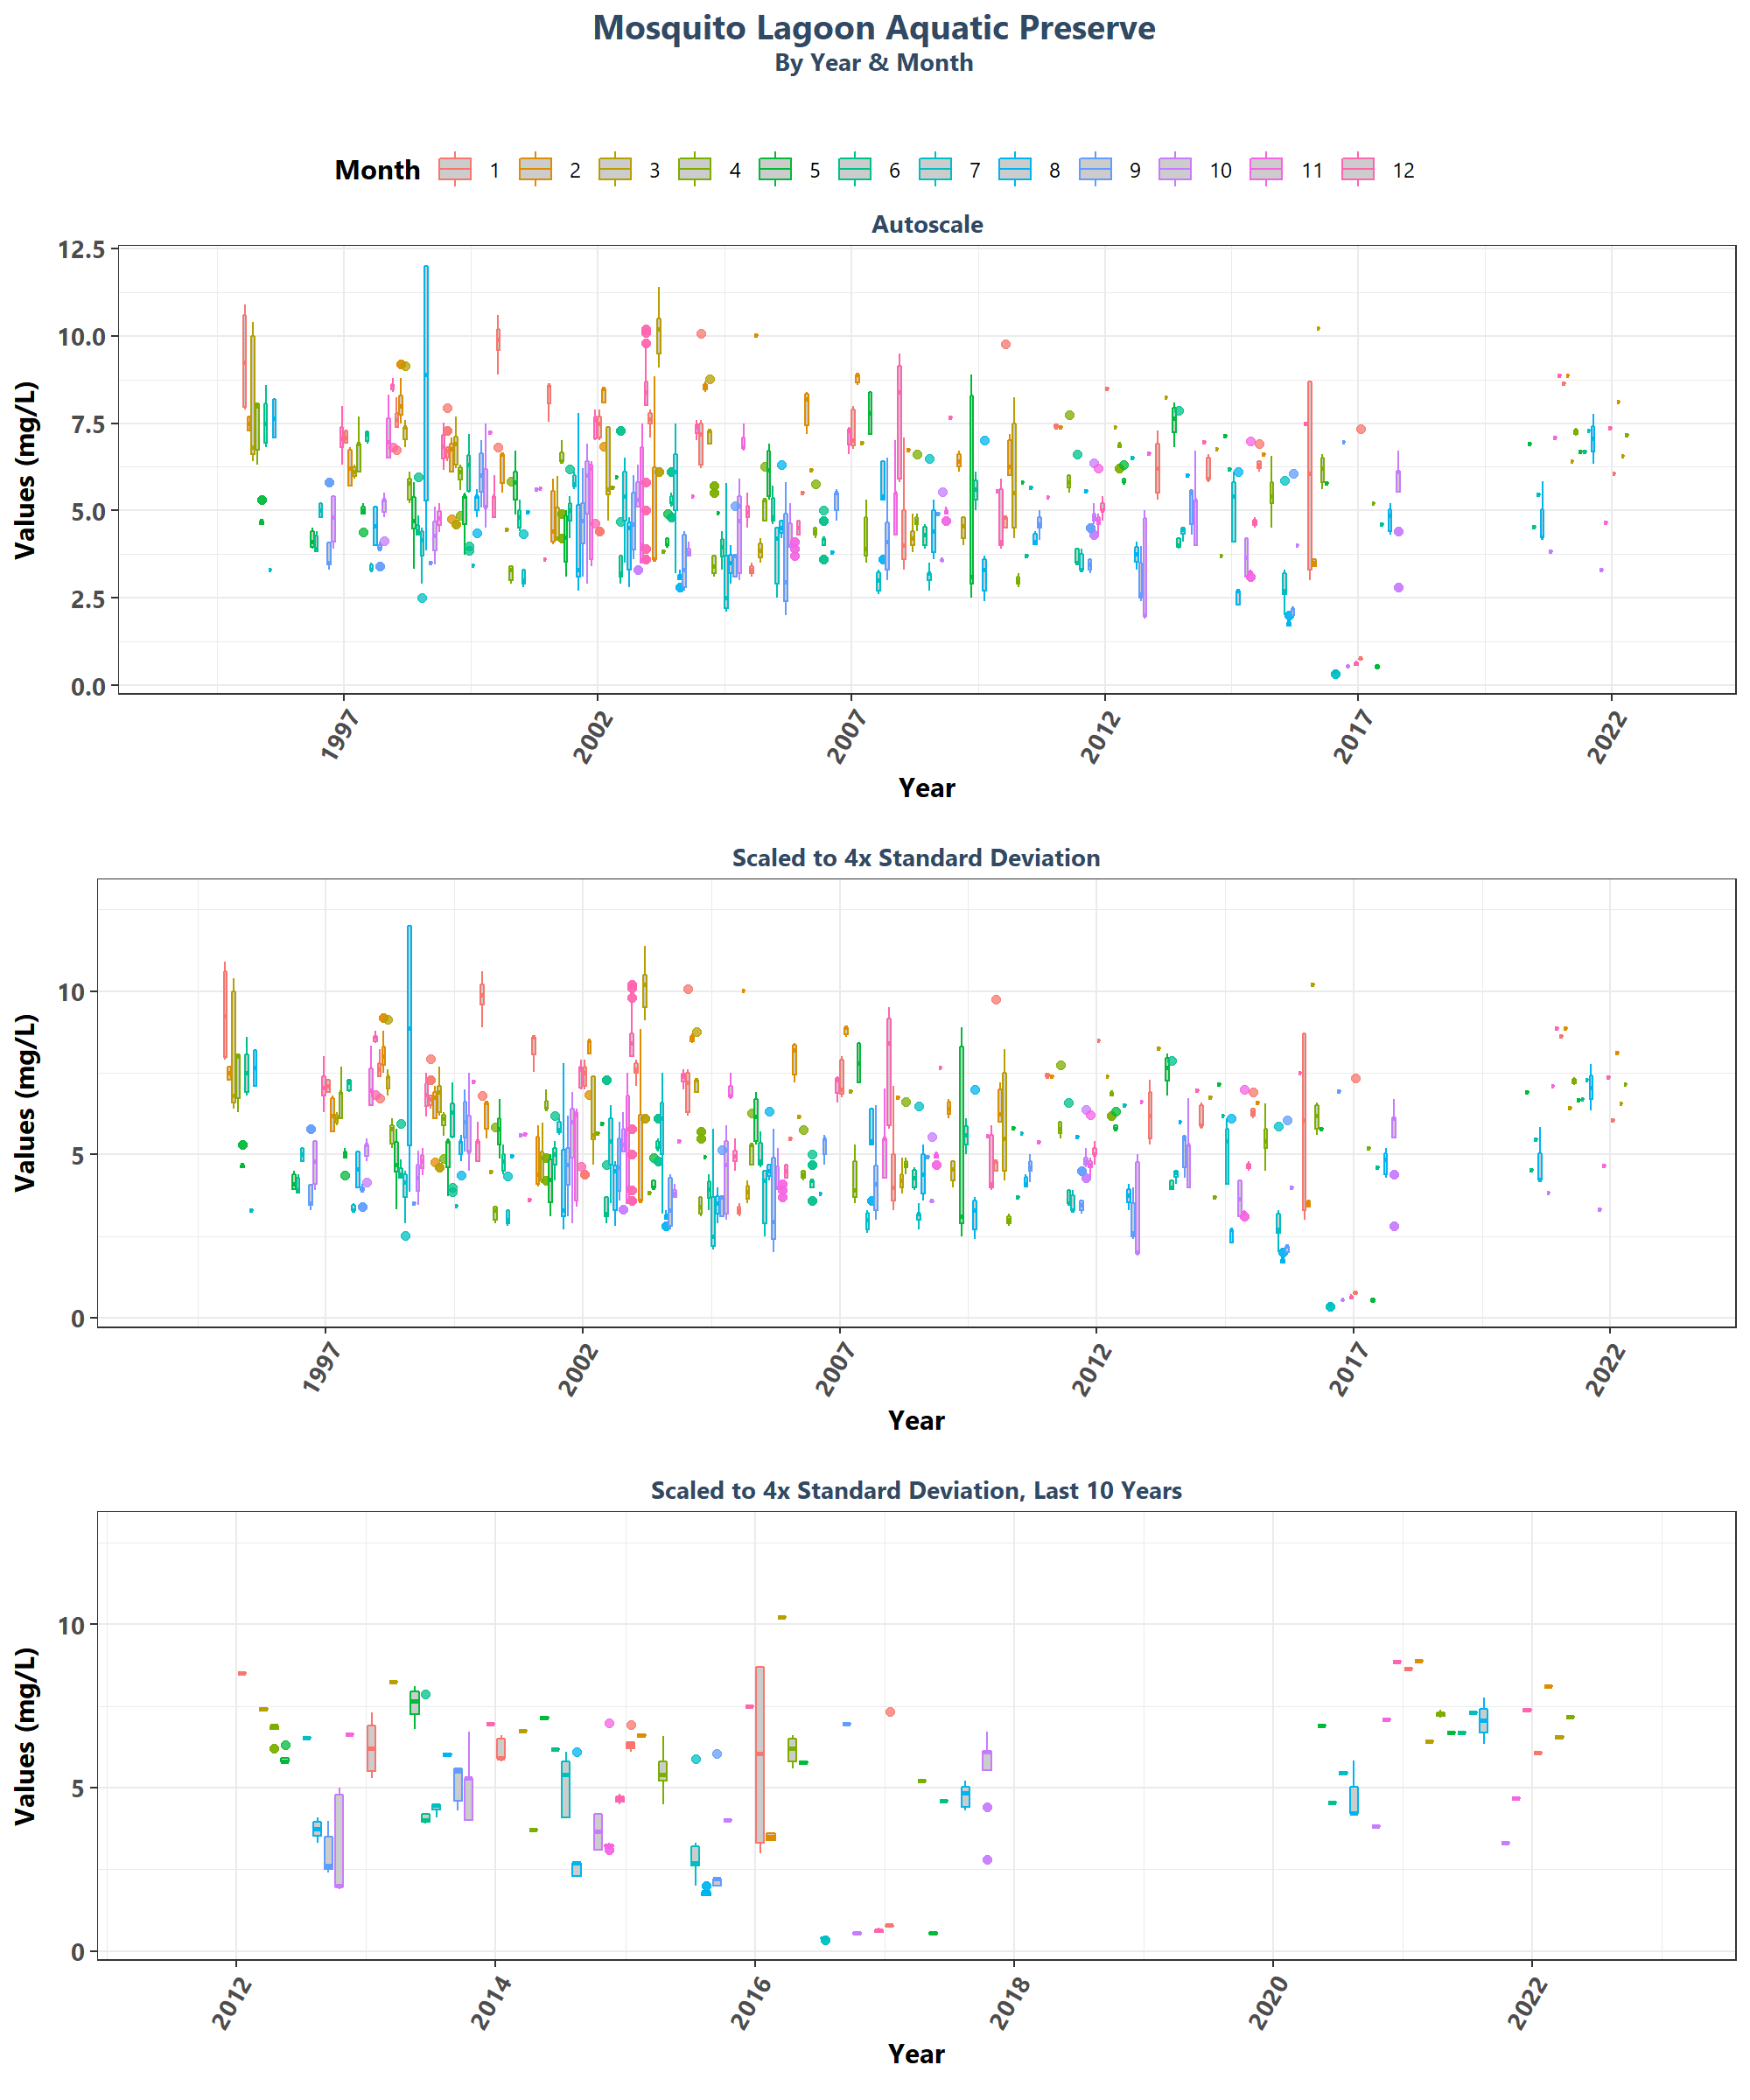 Mosquito Lagoon Aquatic Preserve
By Year & Month
Month 1 2 3 4 5 6 7 8 9 10 11 12
Autoscale
Values (mg/L)
12.5
10.0
7.5
5.0
2.5
0.0
1997 2002 2007 2012 2017 2022
Year
Scaled to 4x Standard Deviation
Values (mg/L)
10
5
0
1997 2002 2007 2012 2017 2022
Year
Scaled to 4x Standard Deviation, Last 10 Years
Values (mg/L)
10
5
0
2012 2014 2016 2018 2020 2022
Year